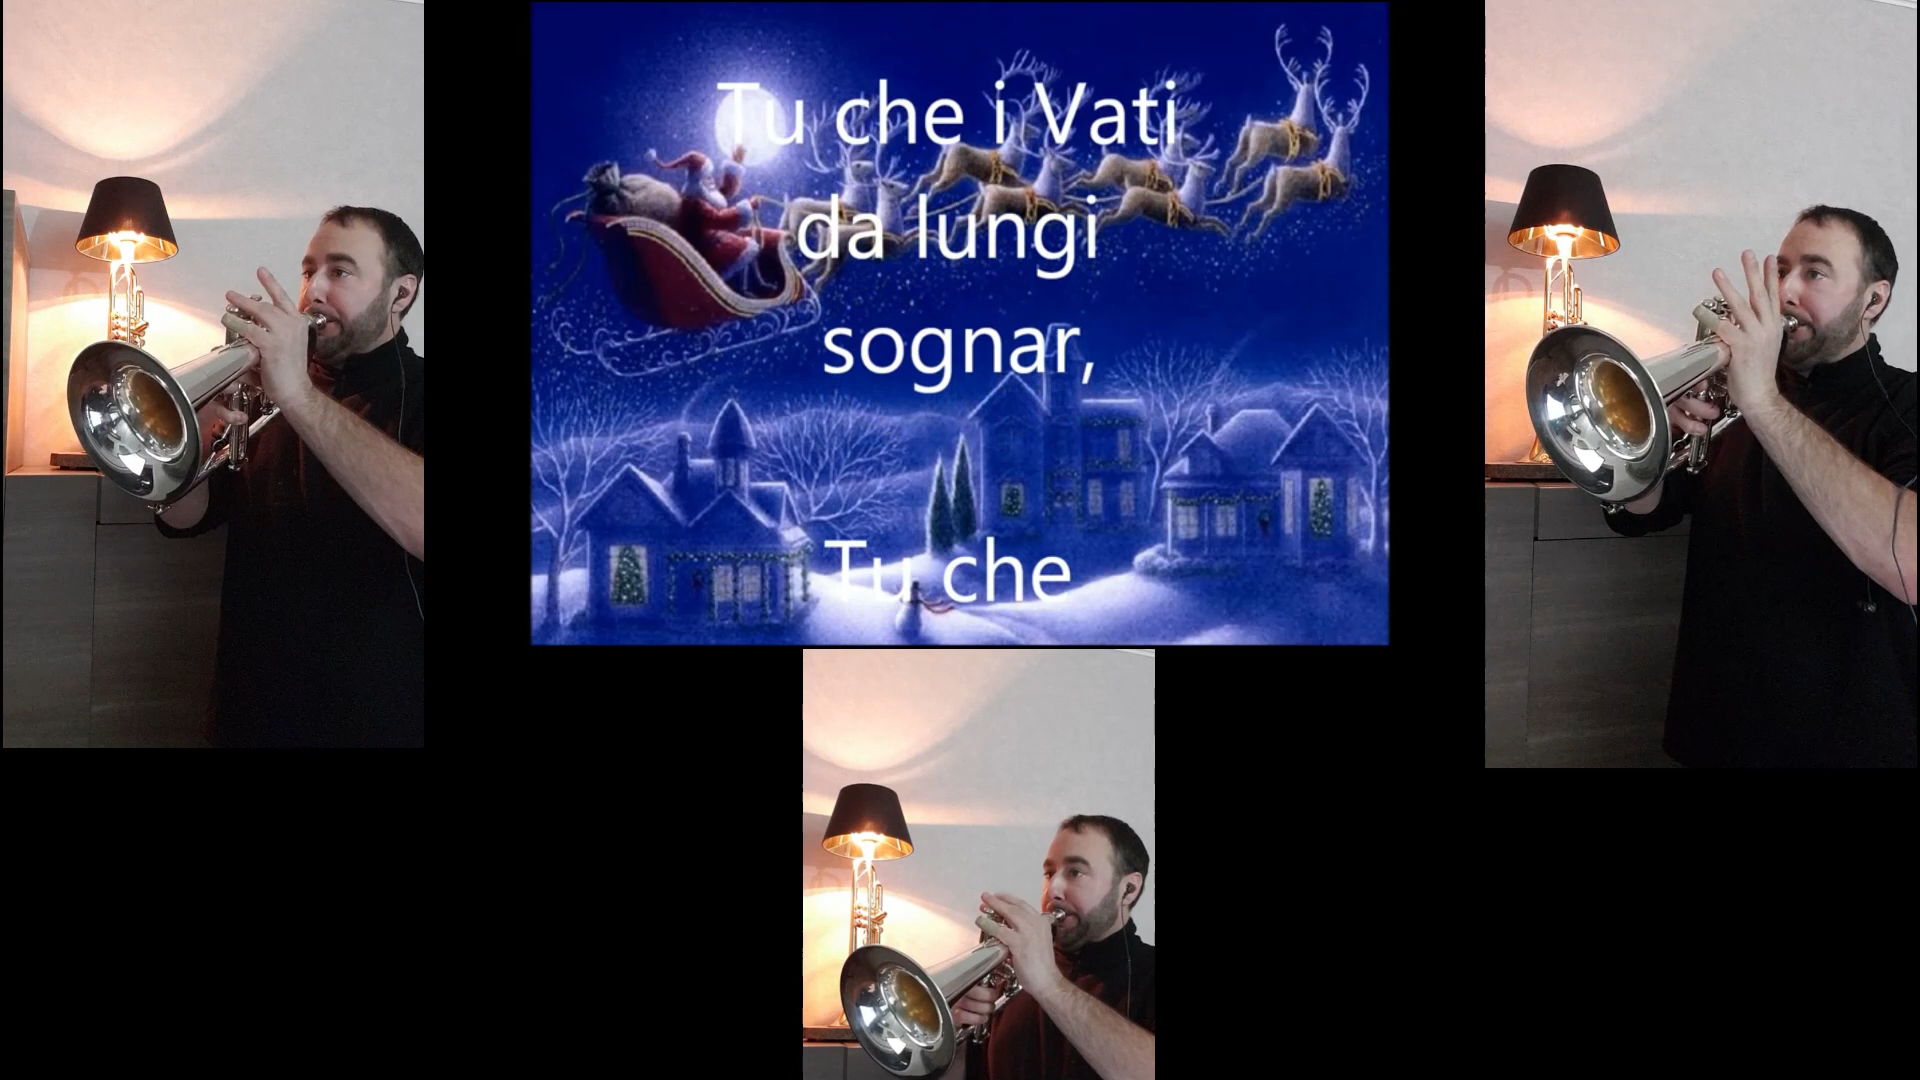 Tu che i Vati
da lungi
sognar,
Tu che